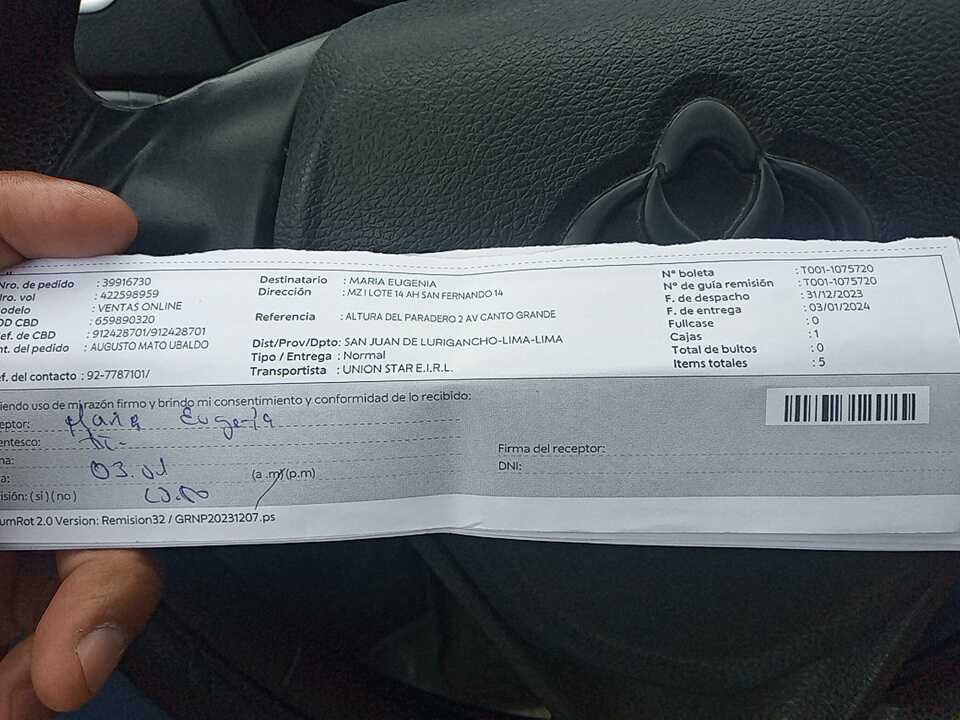 Nro. de pedido : 39916730
Nro. vol : 422598959
modelo : VENTAS ONLINE
OD CBD : 659890320
ef. de CBD : 912428701/912428701
nt. del pedido : AUGUSTO MATO UBALDO
ef. del contacto : 92-7787101/
Destinatario : MARIA EUGENIA
Dirección : MZ I LOTE 14 AH SAN FERNANDO 14
Referencia : ALTURA DEL PARADERO 2 AV CANTO GRANDE
Dist/Prov/Dpto: SAN JUAN DE LURIGANCHO-LIMA-LIMA
Tipo / Entrega : Normal
Transportista : UNION STAR E.I.R.L.
N° boleta : T001-1075720
N° de guía remisión : T001-1075720
F. de despacho : 31/12/2023
F. de entrega : 03/01/2024
Fullcase : 0
Cajas : 1
Total de bultos : 0
Items totales : 5
iendo uso de mi razón firmo y brindo mi consentimiento y conformidad de lo recibido:
eptor: Maria Eugenia
entesco:
ha: 03.01
a: (a .m)(p.m)
isión: (si) (no)
Firma del receptor:
DNI:
umRot 2.0 Version: Remision32 / GRNP20231207.ps